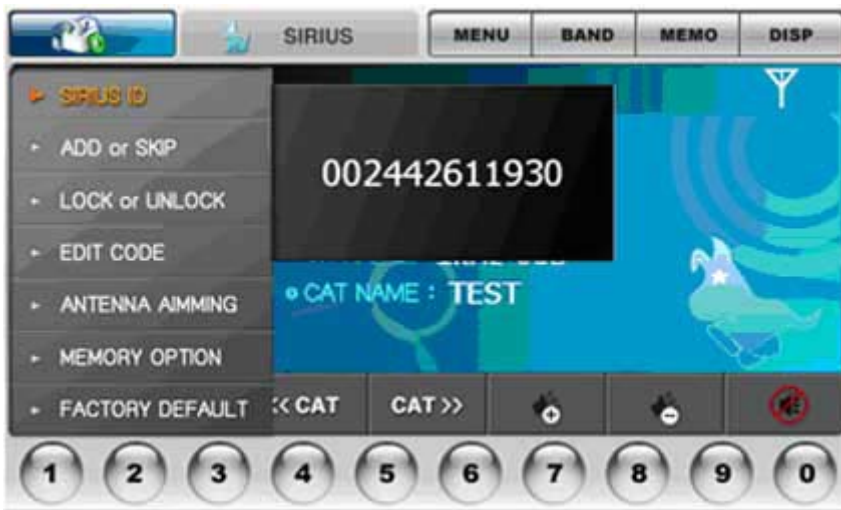 SIRIUS MENU BAND MEMO DISP
SIRIUS ID
ADD or SKIP
LOCK or UNLOCK
EDIT CODE
ANTENNA AIMMING
MEMORY OPTION
FACTORY DEFAULT
002442611930
CAT NAME : TEST
<< CAT CAT >>
1 2 3 4 5 6 7 8 9 0